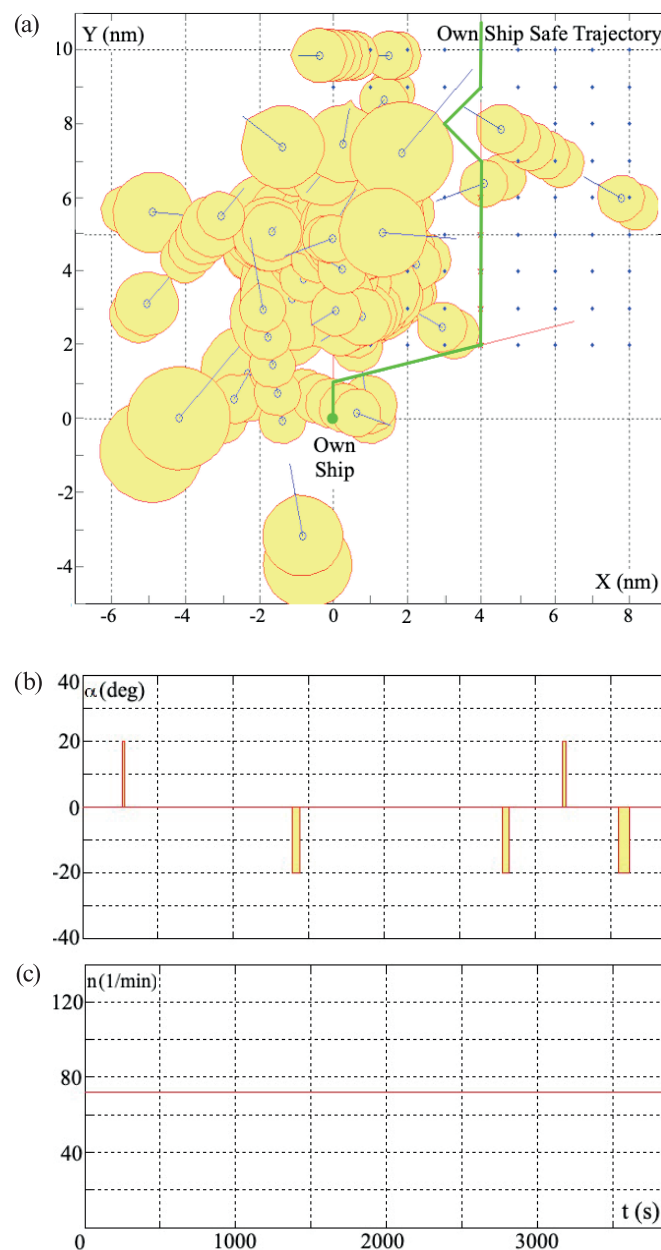 (a)
Y (nm)
Own Ship Safe Trajectory
10
8
6
4
2
0
-2
-4
Own
Ship
X (nm)
-6 -4 -2 0 2 4 6 8
(b)
α (deg)
40
20
0
-20
-40
(c)
n (1/min)
120
80
40
0 1000 2000 3000
t (s)